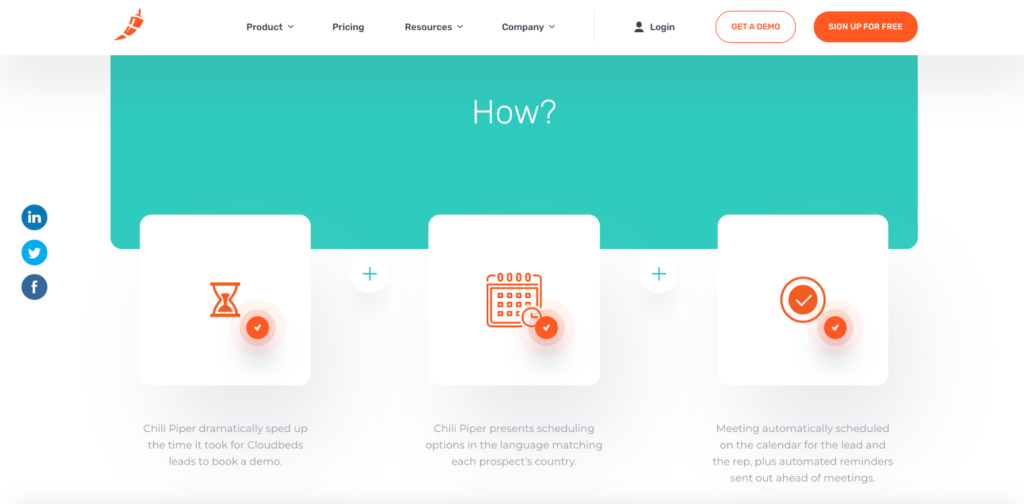 Product
Pricing
Resources
Company
Login
GET A DEMO
SIGN UP FOR FREE
How?
in
f
Chili Piper dramatically sped up
the time it took for Cloudbeds
leads to book a demo.
Chili Piper presents scheduling
options in the language matching
each prospect's country.
Meeting automatically scheduled
on the calendar for the lead and
the rep, plus automated reminders
sent out ahead of meetings.